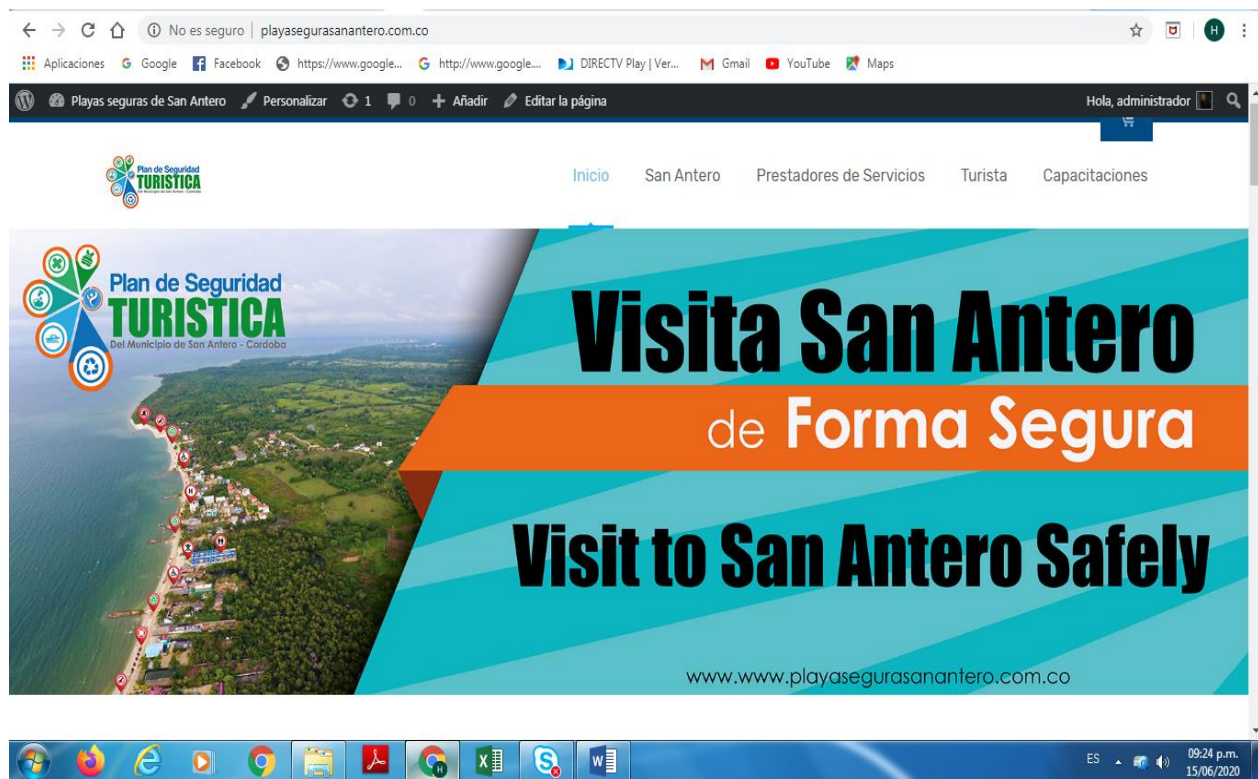 No es seguro | playasegurasanantero.com.co
Aplicaciones Google Facebook https://www.google... http://www.google.... DIRECTV Play | Ver... Gmail YouTube Maps
Playas seguras de San Antero Personalizar 1 0 + Añadir Editar la página Hola, administrador
Plan de Seguridad
TURISTICA
Inicio San Antero Prestadores de Servicios Turista Capacitaciones
Plan de Seguridad
TURISTICA
Del Municipio de San Antero - Cordoba
Visita San Antero
de Forma Segura
Visit to San Antero Safely
www.www.playasegurasanantero.com.co
ES 09:24 p.m.
15/06/2020